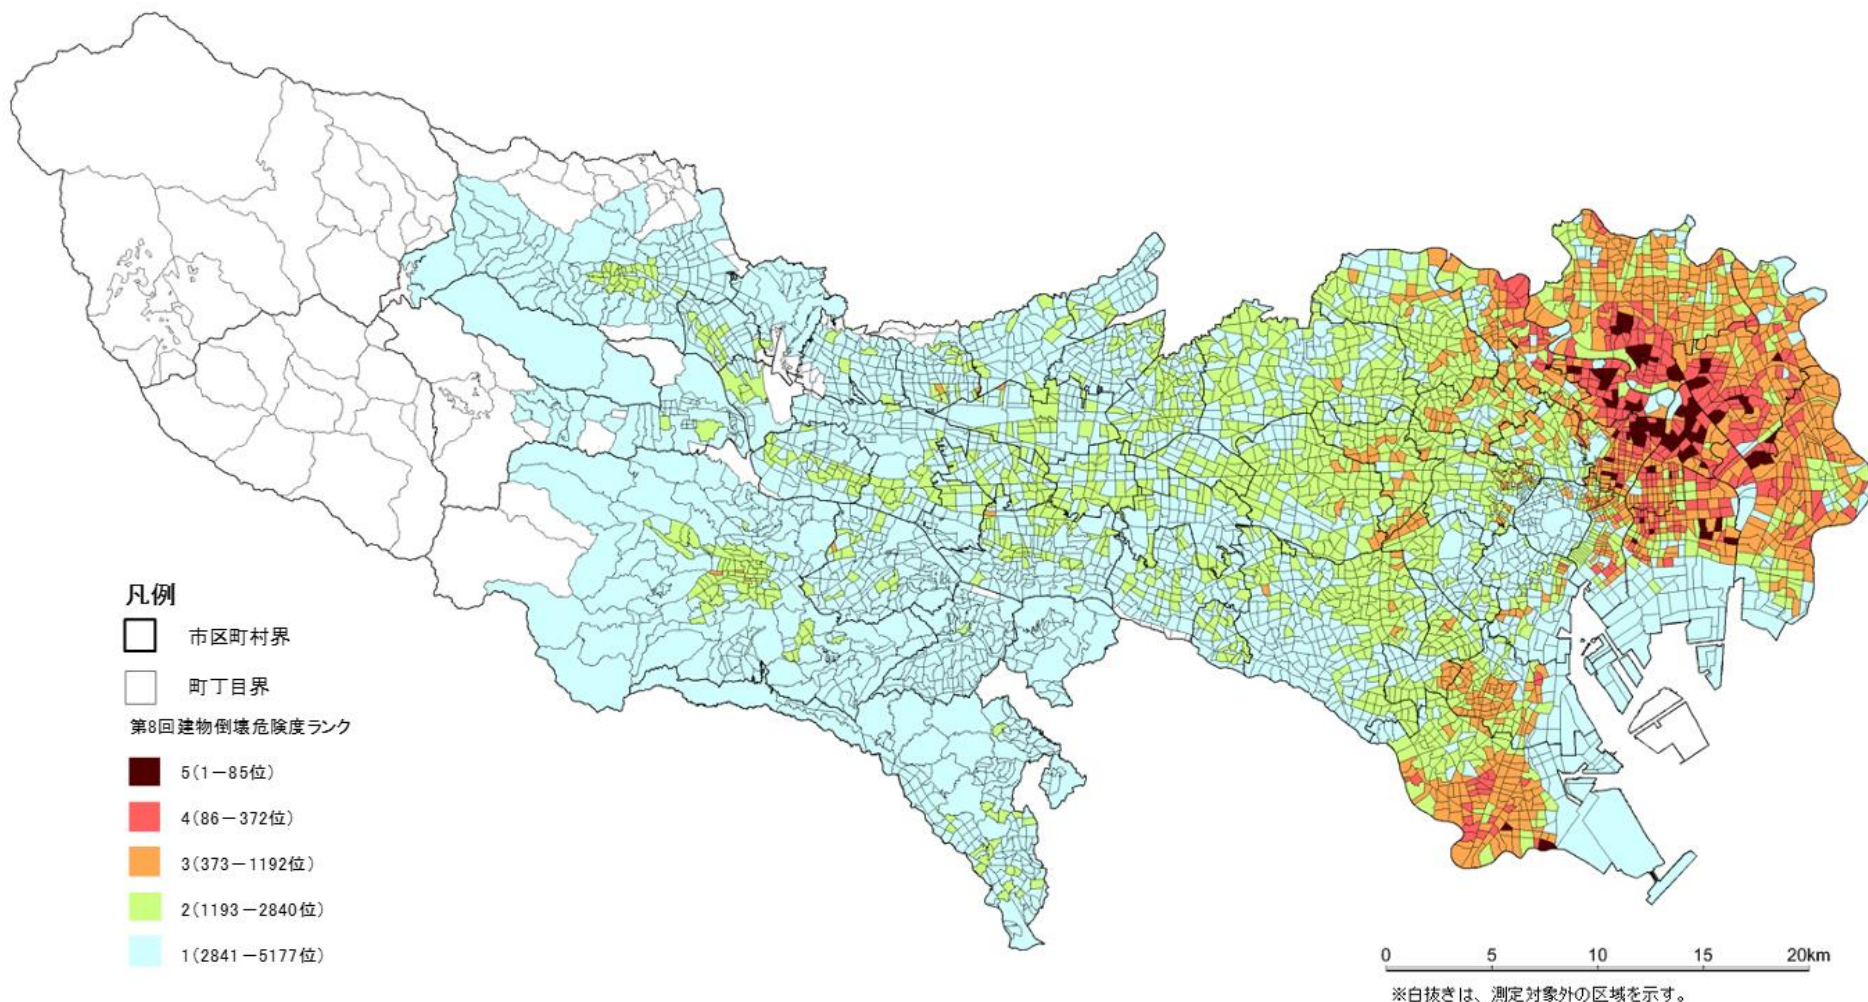 凡例
市区町村界
町丁目界
第8回建物倒壊危険度ランク
5(1－85位)
4(86－372位)
3(373－1192位)
2(1193－2840位)
1(2841－5177位)
0 5 10 15 20km
※白抜きは、測定対象外の区域を示す。